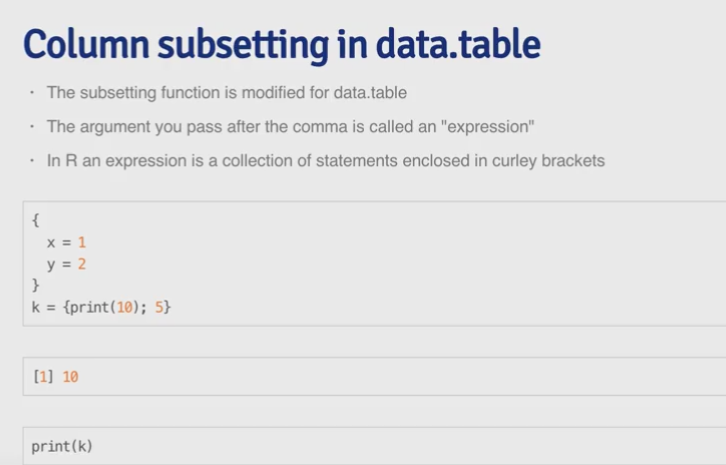 Column subsetting in data.table
· The subsetting function is modified for data.table
· The argument you pass after the comma is called an "expression"
· In R an expression is a collection of statements enclosed in curley brackets
{
  x = 1
  y = 2
}
k = {print(10); 5}
[1] 10
print(k)